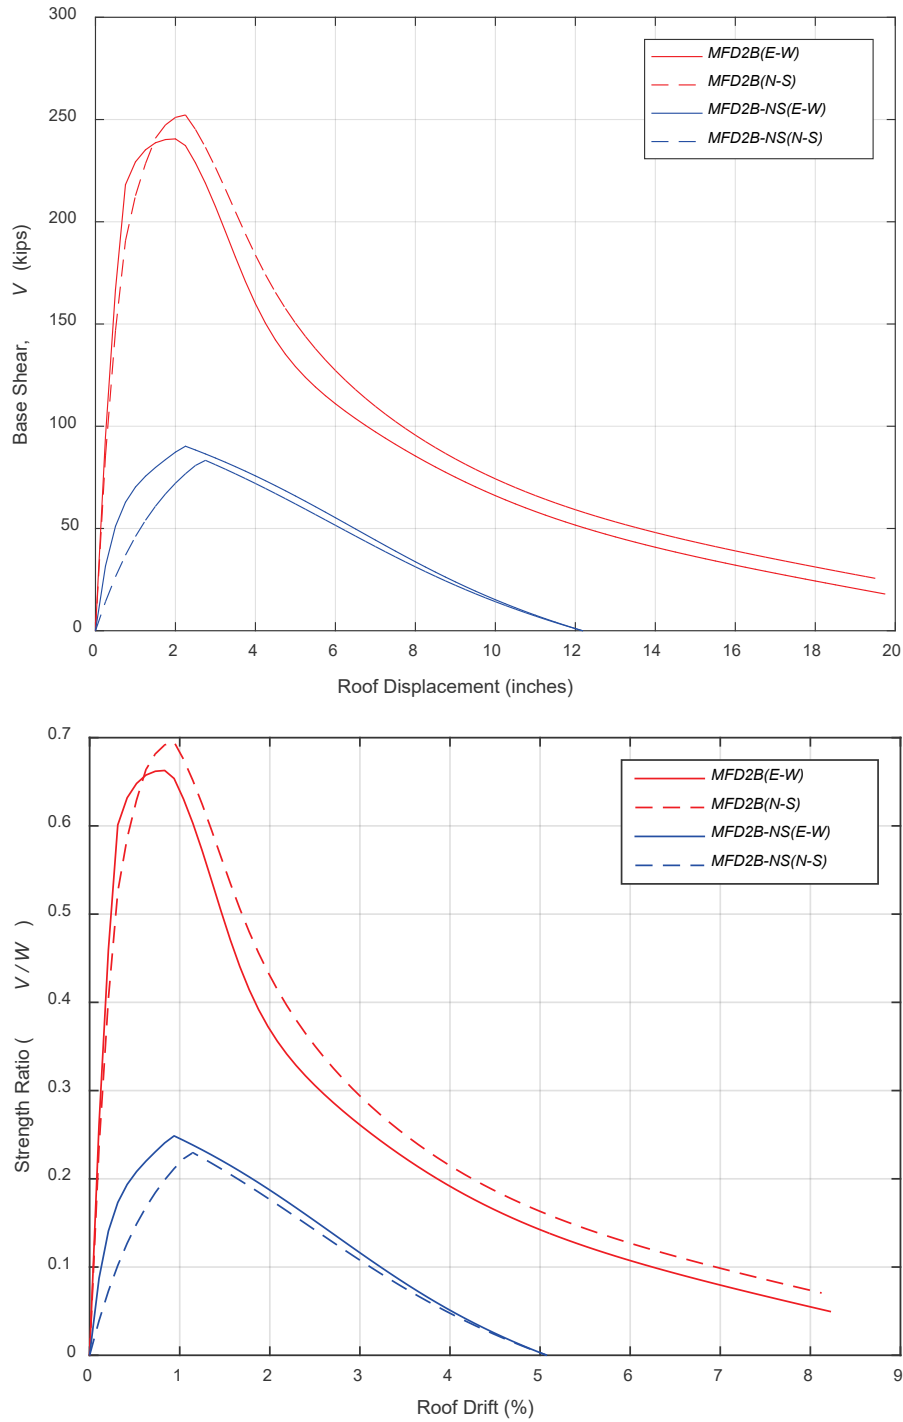 300
250
200
150
100
50
0
Base Shear, V (kips)
MFD2B(E-W)
MFD2B(N-S)
MFD2B-NS(E-W)
MFD2B-NS(N-S)
0 2 4 6 8 10 12 14 16 18 20
Roof Displacement (inches)
0.7
0.6
0.5
0.4
0.3
0.2
0.1
0
Strength Ratio ( V / W )
MFD2B(E-W)
MFD2B(N-S)
MFD2B-NS(E-W)
MFD2B-NS(N-S)
0 1 2 3 4 5 6 7 8 9
Roof Drift (%)